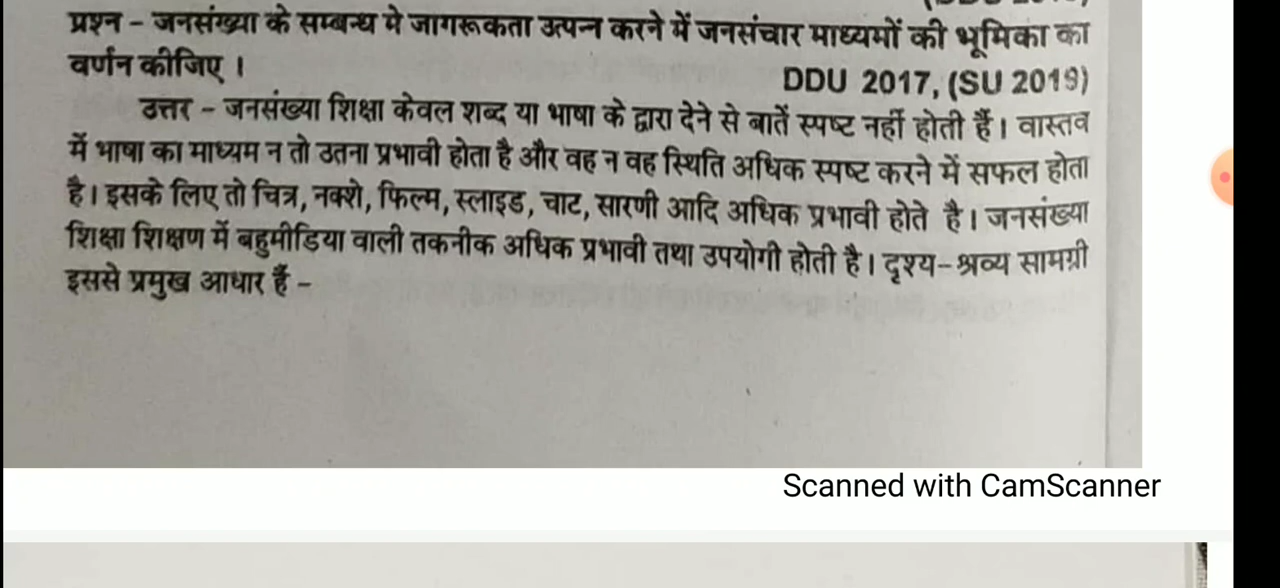 प्रश्न - जनसंख्या के सम्बन्ध मे जागरूकता उत्पन्न करने में जनसंचार माध्यमों की भूमिका का
वर्णन कीजिए ।
DDU 2017, (SU 2019)
उत्तर - जनसंख्या शिक्षा केवल शब्द या भाषा के द्वारा देने से बातें स्पष्ट नहीं होती हैं। वास्तव
में भाषा का माध्यम न तो उतना प्रभावी होता है और वह न वह स्थिति अधिक स्पष्ट करने में सफल होता
है। इसके लिए तो चित्र, नक्शे, फिल्म, स्लाइड, चाट, सारणी आदि अधिक प्रभावी होते है। जनसंख्या
शिक्षा शिक्षण में बहुमीडिया वाली तकनीक अधिक प्रभावी तथा उपयोगी होती है। दृश्य-श्रव्य सामग्री
इससे प्रमुख आधार हैं -
Scanned with CamScanner